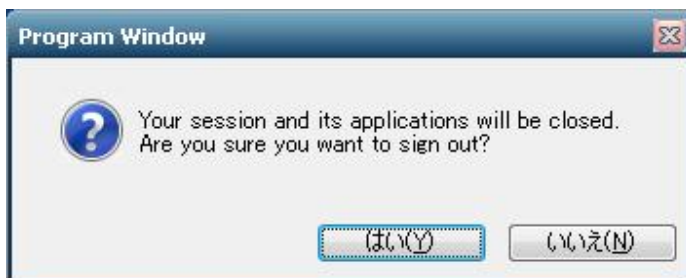 Program Window
Your session and its applications will be closed.
Are you sure you want to sign out?
はい(Y)
いいえ(N)